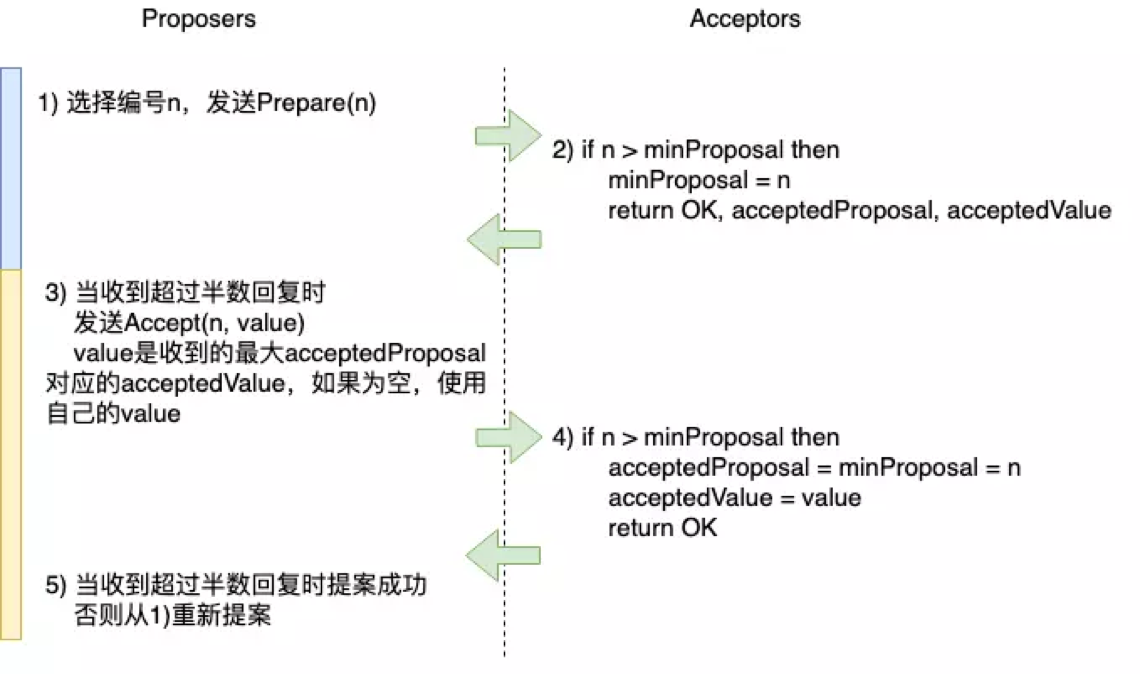 Proposers
Acceptors
1) 选择编号n，发送Prepare(n)
2) if n > minProposal then
minProposal = n
return OK, acceptedProposal, acceptedValue
3) 当收到超过半数回复时
发送Accept(n, value)
value是收到的最大acceptedProposal
对应的acceptedValue，如果为空，使用
自己的value
4) if n > minProposal then
acceptedProposal = minProposal = n
acceptedValue = value
return OK
5) 当收到超过半数回复时提案成功
否则从1)重新提案